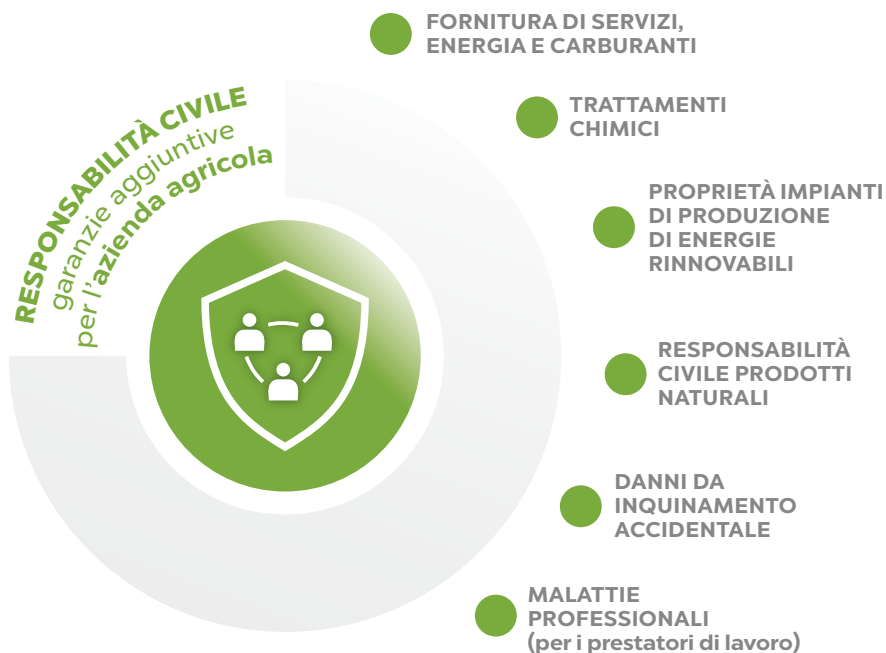 RESPONSABILITÀ CIVILE
garanzie aggiuntive
per l'azienda agricola
FORNITURA DI SERVIZI,
ENERGIA E CARBURANTI
TRATTAMENTI
CHIMICI
PROPRIETÀ IMPIANTI
DI PRODUZIONE
DI ENERGIE
RINNOVABILI
RESPONSABILITÀ
CIVILE PRODOTTI
NATURALI
DANNI DA
INQUINAMENTO
ACCIDENTALE
MALATTIE
PROFESSIONALI
(per i prestatori di lavoro)